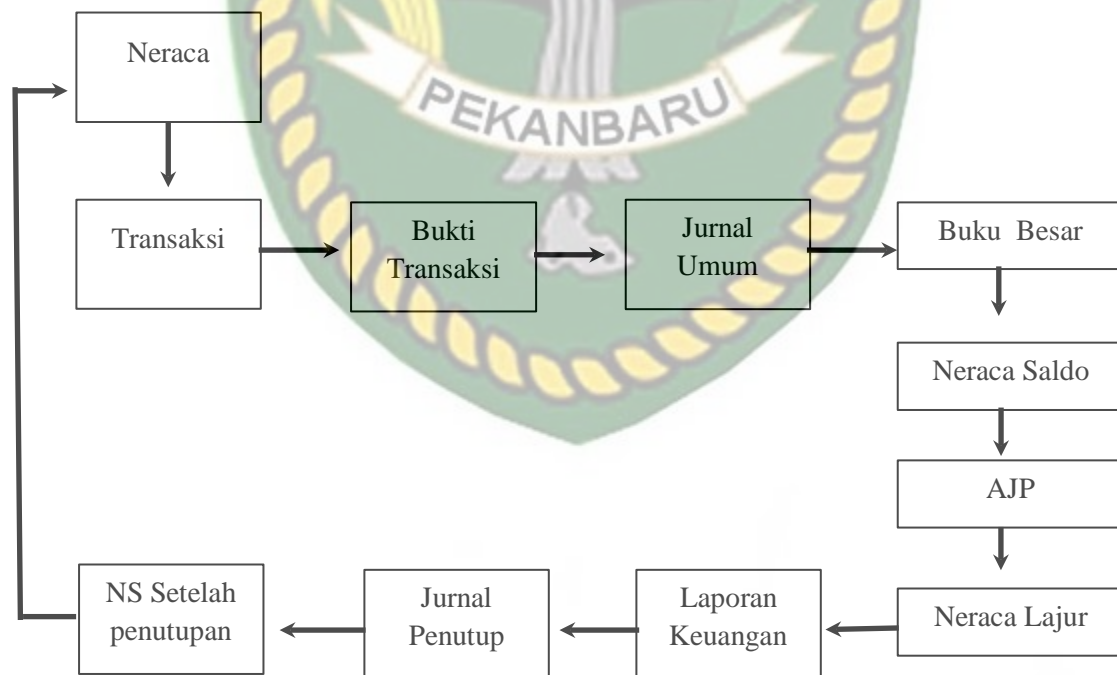 Neraca
PEKANBARU
Transaksi
Bukti
Transaksi
Jurnal
Umum
Buku Besar
Neraca Saldo
AJP
Neraca Lajur
Laporan
Keuangan
Jurnal
Penutup
NS Setelah
penutupan